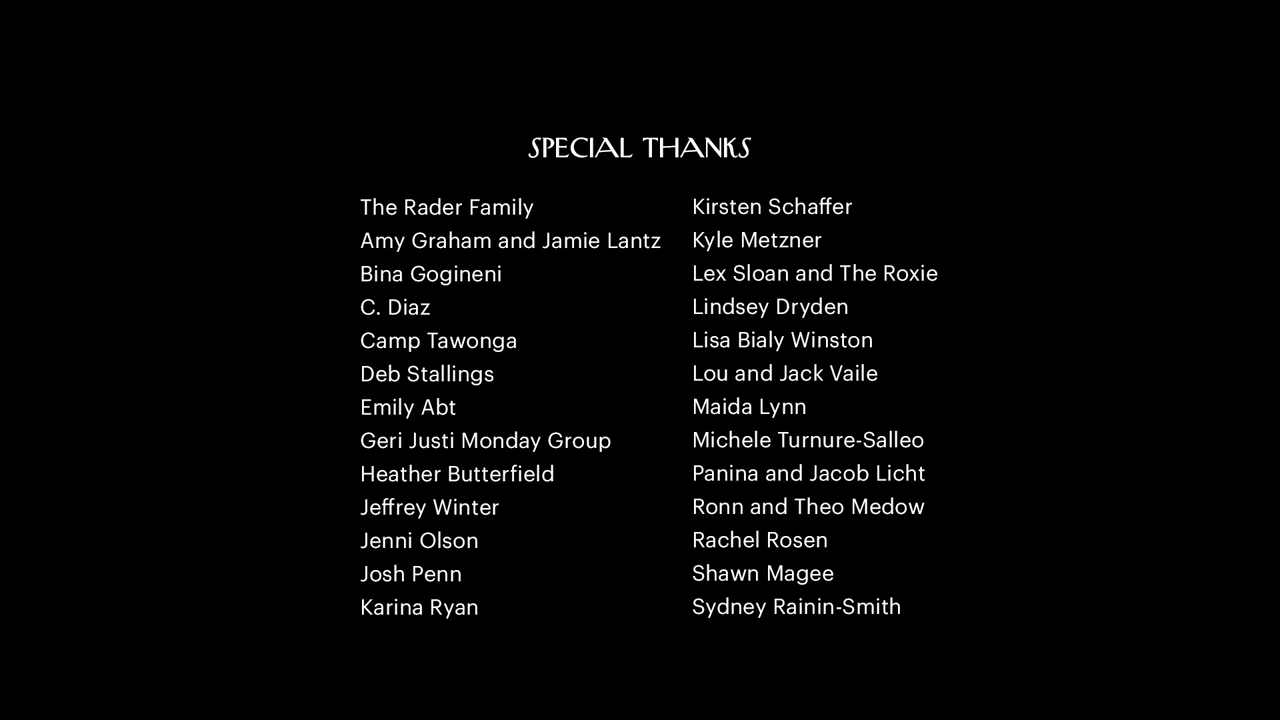 SPECIAL THANKS
The Rader Family
Amy Graham and Jamie Lantz
Bina Gogineni
C. Diaz
Camp Tawonga
Deb Stallings
Emily Abt
Geri Justi Monday Group
Heather Butterfield
Jeffrey Winter
Jenni Olson
Josh Penn
Karina Ryan
Kirsten Schaffer
Kyle Metzner
Lex Sloan and The Roxie
Lindsey Dryden
Lisa Bialy Winston
Lou and Jack Vaile
Maida Lynn
Michele Turnure-Salleo
Panina and Jacob Licht
Ronn and Theo Medow
Rachel Rosen
Shawn Magee
Sydney Rainin-Smith